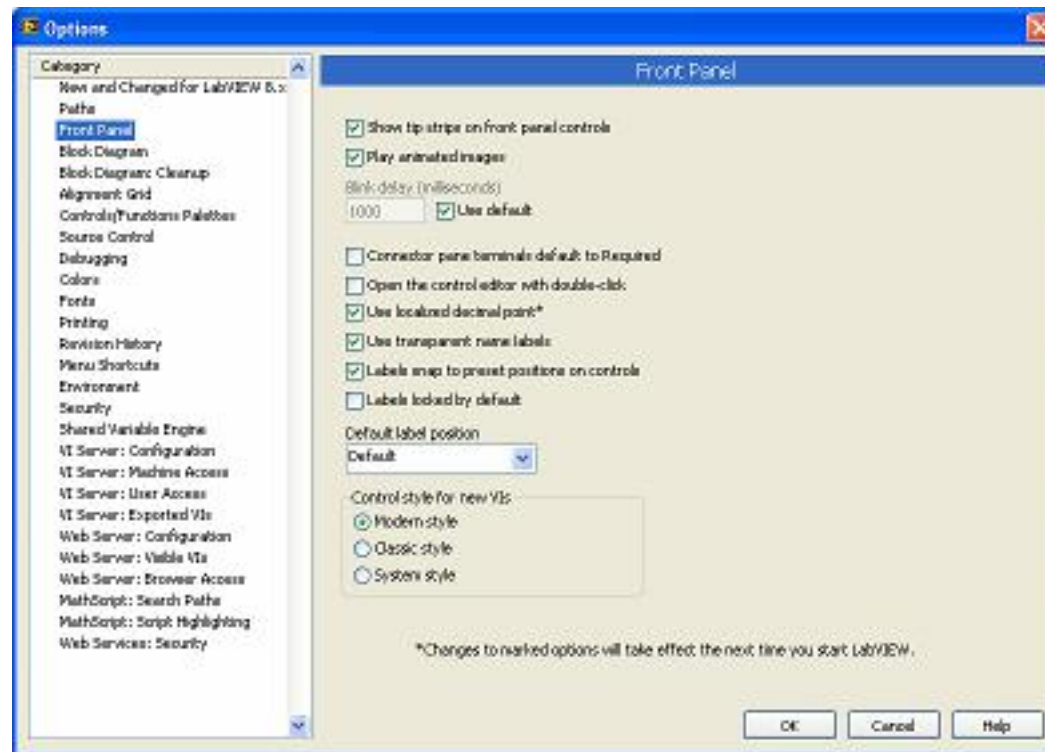 Options
Category
New and Changed for LabVIEW 8.x
Paths
Front Panel
Block Diagram
Block Diagram: Cleanup
Alignment Grid
Controls/Functions Palettes
Source Control
Debugging
Colors
Fonts
Printing
Revision History
Menu Shortcuts
Environment
Security
Shared Variable Engine
VI Server: Configuration
VI Server: Machine Access
VI Server: User Access
VI Server: Exported VIs
Web Server: Configuration
Web Server: Visible VIs
Web Server: Browser Access
MathScript: Search Paths
MathScript: Script Highlighting
Web Services: Security
Front Panel
Show tip strips on front panel controls
Play animated images
Blink delay (milliseconds)
1000 Use default
Connector pane terminals default to Required
Open the control editor with double-click
Use localized decimal point*
Use transparent name labels
Labels snap to preset positions on controls
Labels locked by default
Default label position
Default
Control style for new VIs
Modern style
Classic style
System style
*Changes to marked options will take effect the next time you start LabVIEW.
OK Cancel Help